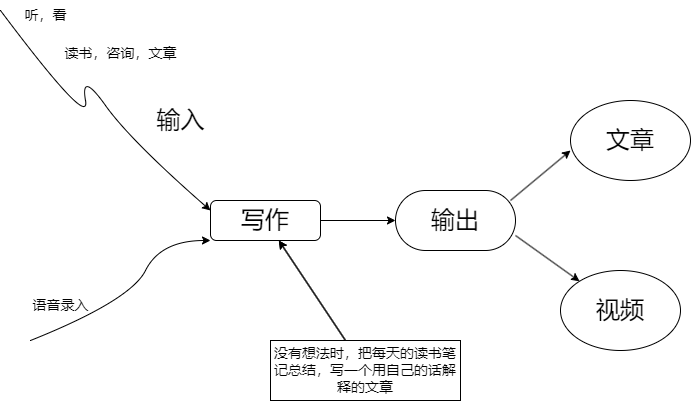 听，看
读书，咨询，文章
输入
文章
写作
输出
语音录入
视频
没有想法时，把每天的读书笔
记总结，写一个用自己的话解
释的文章